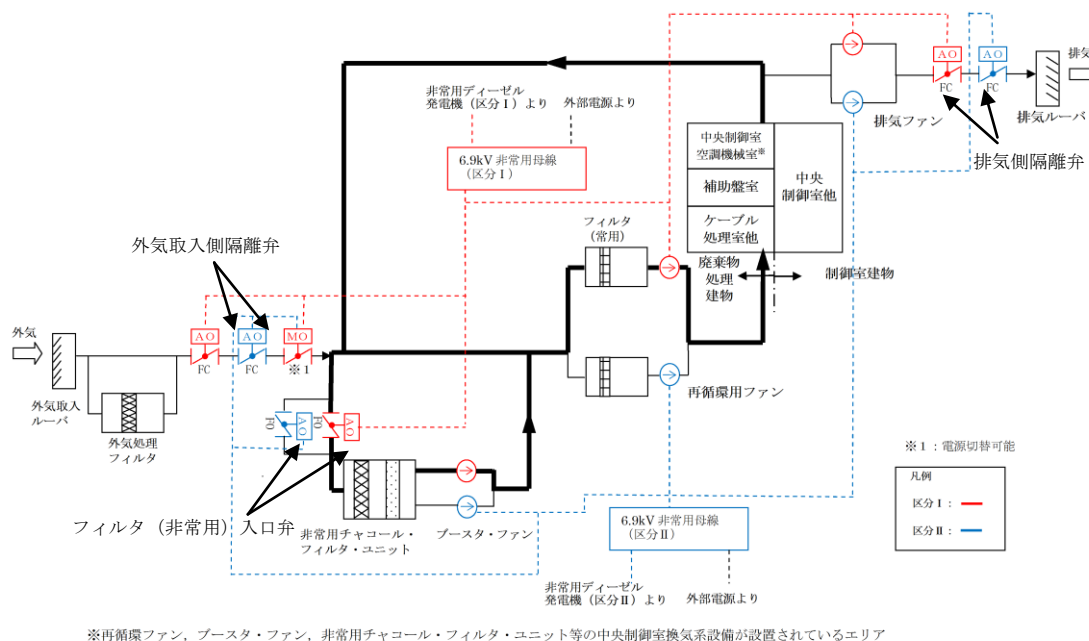 非常用ディーゼル
発電機（区分Ⅰ）より
外部電源より
6.9kV 非常用母線
（区分Ⅰ）
AO
FC
AO
FC
排気
排気ルーバ
排気ファン
排気側隔離弁
中央制御室
空調機械室※
補助盤室
ケーブル
処理室他
中央
制御室他
廃棄物
処理
建物
制御室建物
フィルタ
（常用）
再循環用ファン
外気取入側隔離弁
外気
外気取入
ルーバ
外気処理
フィルタ
AO
FC
AO
FC
MO
※1
FO
AO
FO
AO
フィルタ（非常用）入口弁
非常用チャコール・
フィルタ・ユニット
ブースタ・ファン
6.9kV 非常用母線
（区分Ⅱ）
非常用ディーゼル
発電機（区分Ⅱ）より
外部電源より
※1：電源切替可能
凡例
区分Ⅰ：
区分Ⅱ：
※再循環ファン，ブースタ・ファン，非常用チャコール・フィルタ・ユニット等の中央制御室換気系設備が設置されているエリア